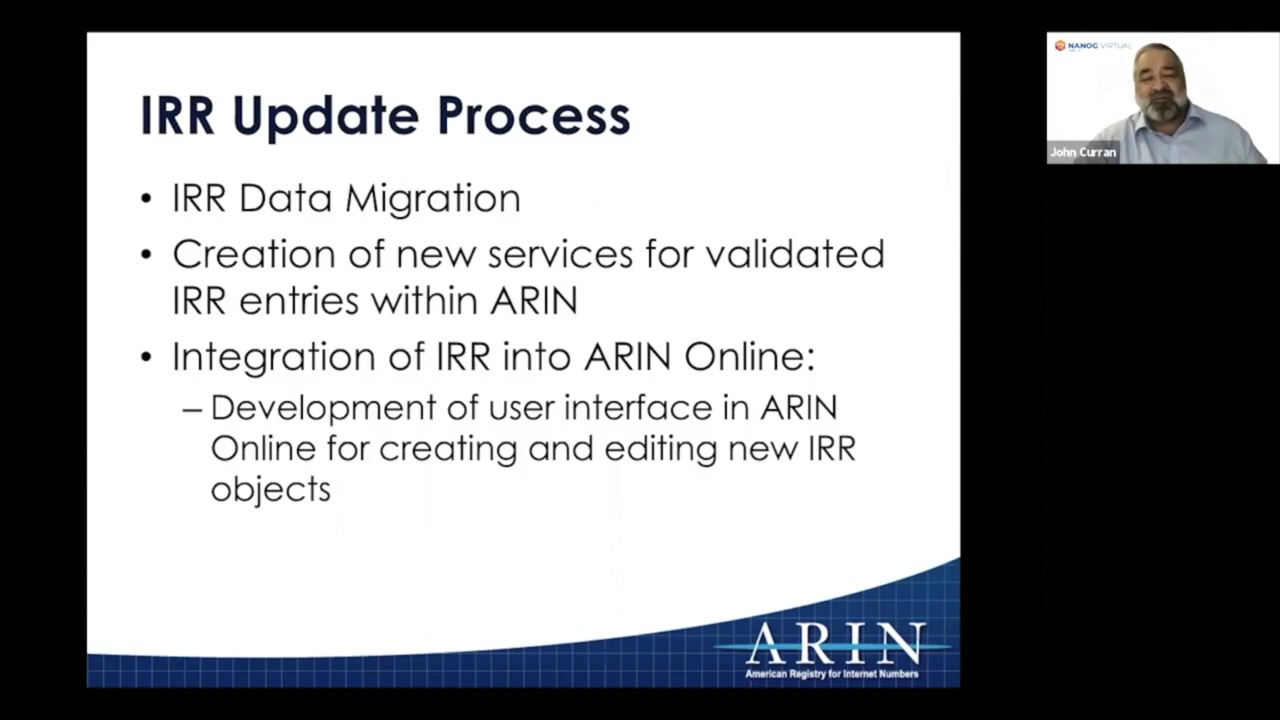 IRR Update Process
• IRR Data Migration
• Creation of new services for validated
IRR entries within ARIN
• Integration of IRR into ARIN Online:
– Development of user interface in ARIN
Online for creating and editing new IRR
objects
ARIN
American Registry for Internet Numbers
NANOG VIRTUAL
John Curran